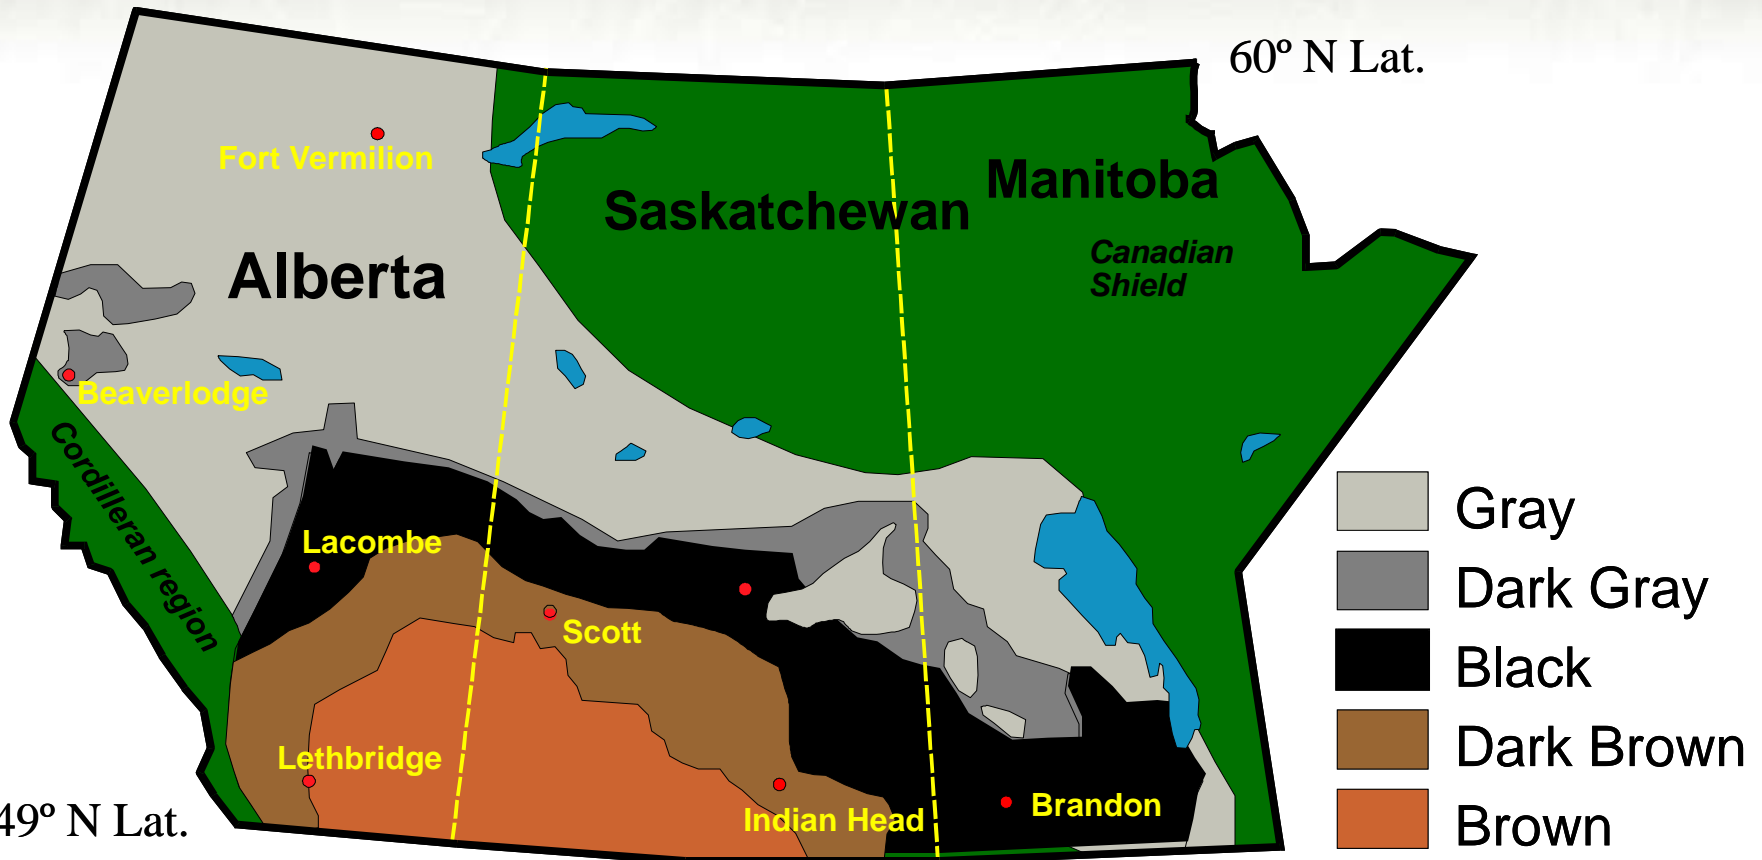 60º N Lat.
Fort Vermilion
Manitoba
Saskatchewan
Canadian
Shield
Alberta
Beaverlodge
Cordilleran region
Gray
Lacombe
Dark Gray
Scott
Black
Dark Brown
Lethbridge
Brandon
Indian Head
49º N Lat.
Brown